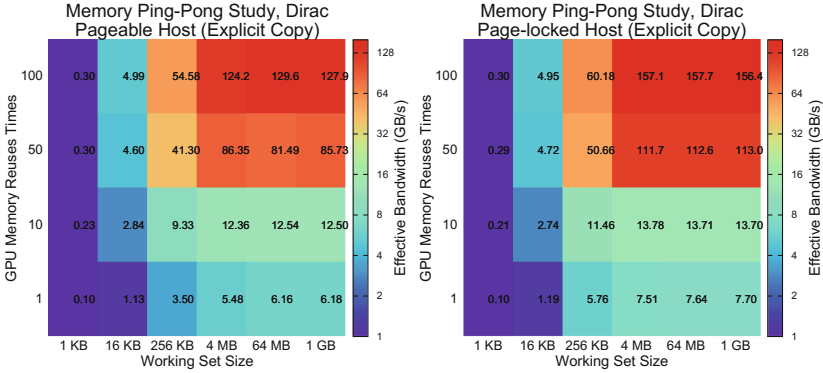 Memory Ping-Pong Study, Dirac
Pageable Host (Explicit Copy)
GPU Memory Reuses Times
100
0.30 4.99 54.58 124.2 129.6 127.9
50
0.30 4.60 41.30 86.35 81.49 85.73
10
0.23 2.84 9.33 12.36 12.54 12.50
1
0.10 1.13 3.50 5.48 6.16 6.18
1 KB 16 KB 256 KB 4 MB 64 MB 1 GB
Working Set Size
128
64
32
16
8
4
2
1
Effective Bandwidth (GB/s)
Memory Ping-Pong Study, Dirac
Page-locked Host (Explicit Copy)
GPU Memory Reuses Times
100
0.30 4.95 60.18 157.1 157.7 156.4
50
0.29 4.72 50.66 111.7 112.6 113.0
10
0.21 2.74 11.46 13.78 13.71 13.70
1
0.10 1.19 5.76 7.51 7.64 7.70
1 KB 16 KB 256 KB 4 MB 64 MB 1 GB
Working Set Size
128
64
32
16
8
4
2
1
Effective Bandwidth (GB/s)